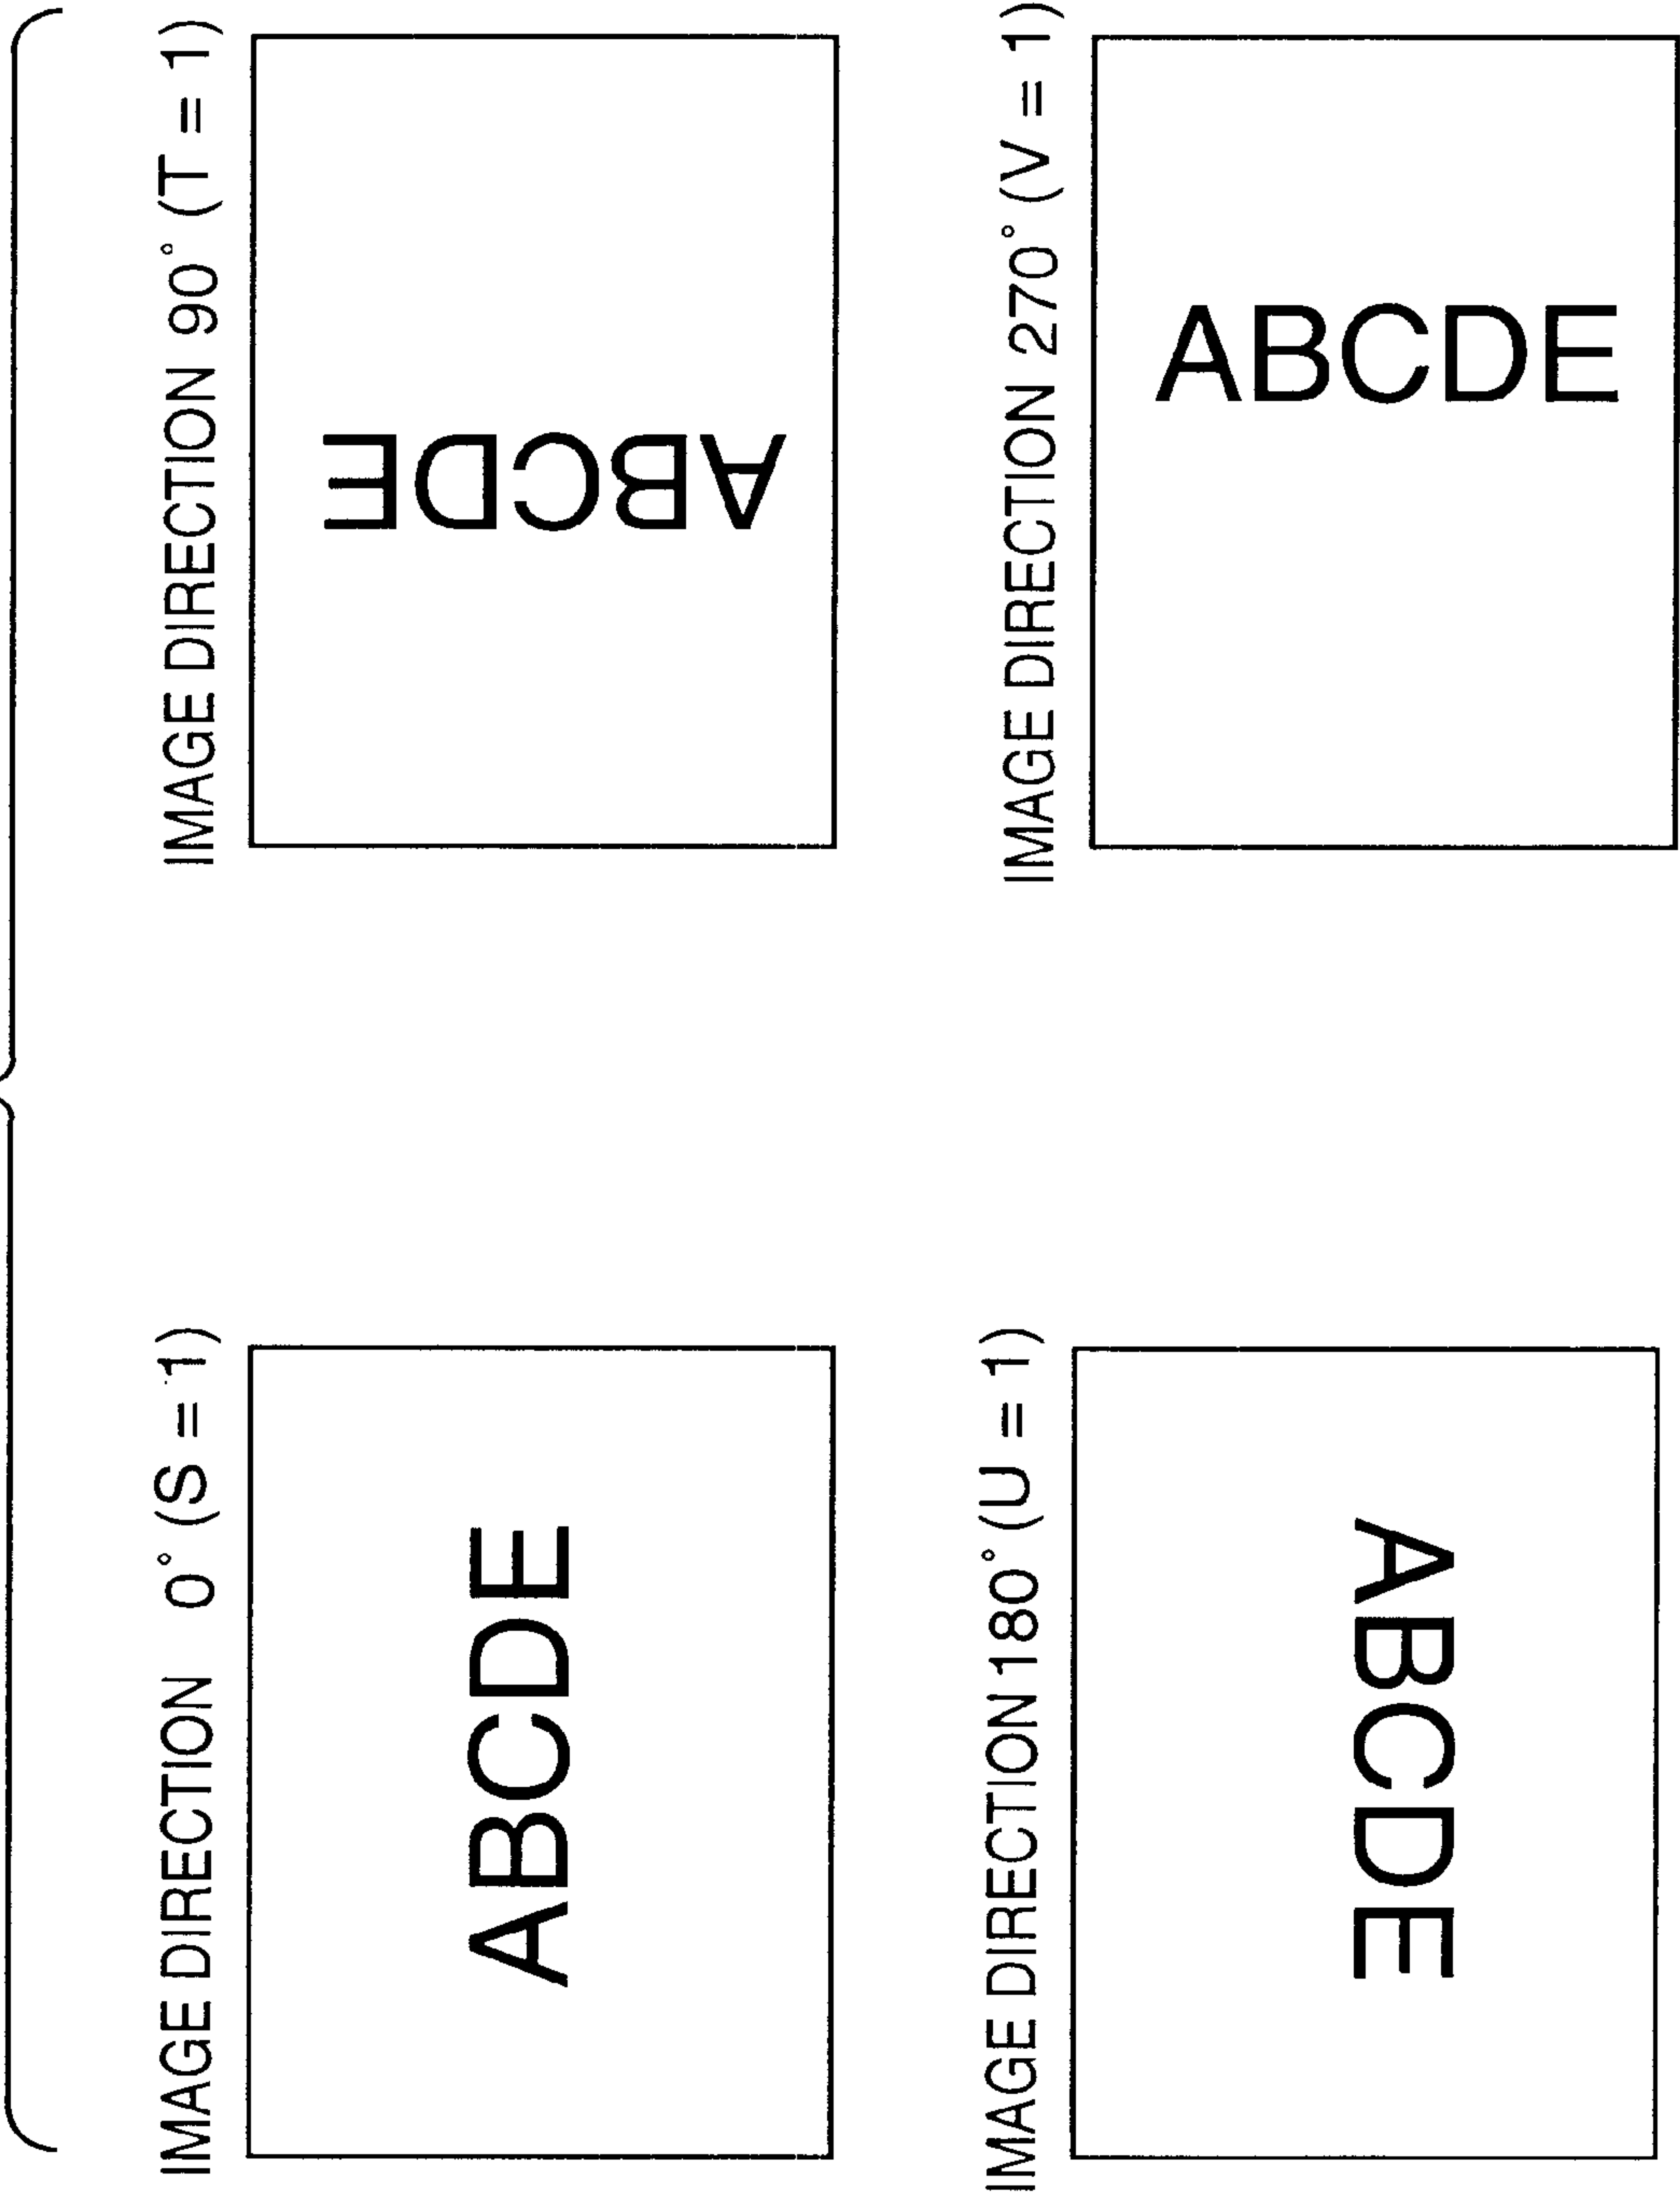 IMAGE DIRECTION 0° (S = 1)
ABCDE
IMAGE DIRECTION 90° (T = 1)
ABCDE
IMAGE DIRECTION 180° (U = 1)
ABCDE
IMAGE DIRECTION 270° (V = 1)
ABCDE